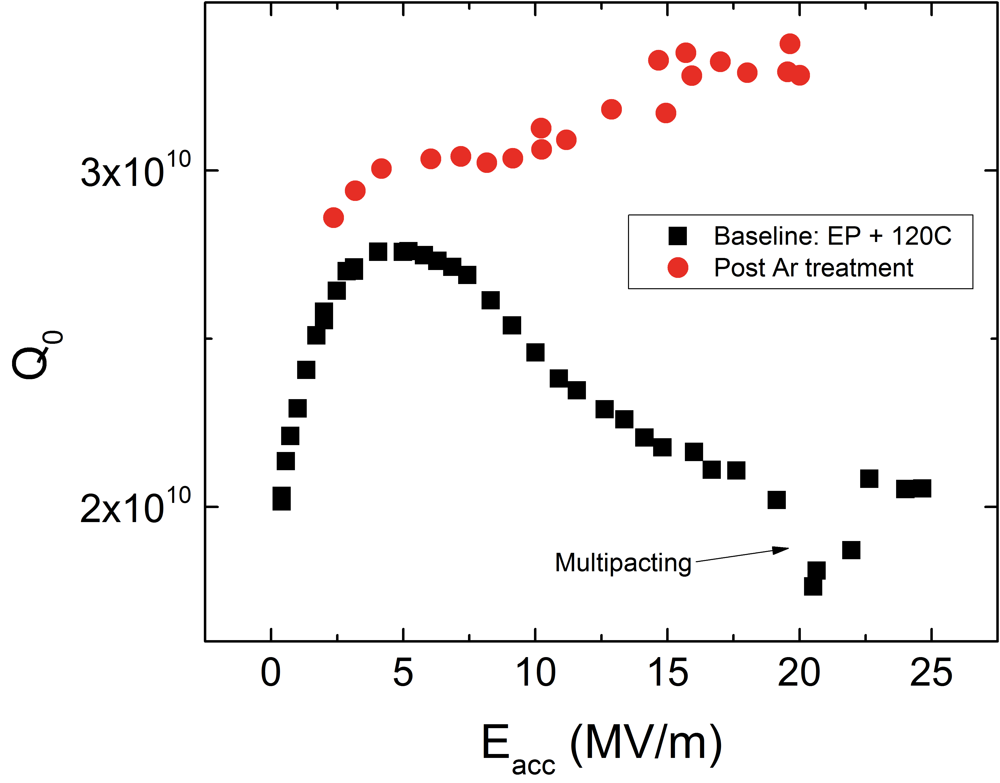 3x10^10
2x10^10
Q_0
Baseline: EP + 120C
Post Ar treatment
Multipacting
0 5 10 15 20 25
E_acc (MV/m)